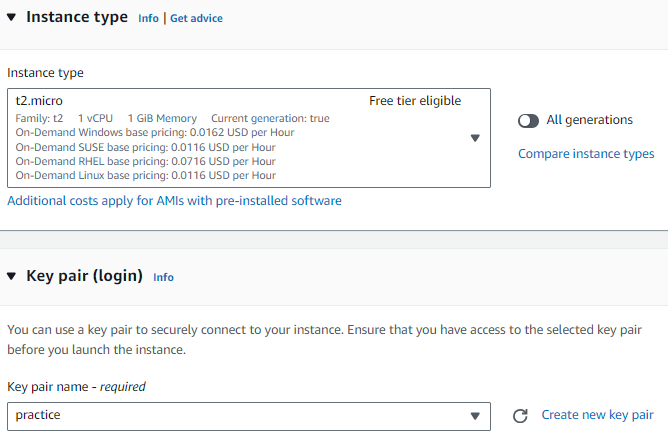 Instance type Info | Get advice
Instance type
t2.micro Free tier eligible
Family: t2 1 vCPU 1 GiB Memory Current generation: true
On-Demand Windows base pricing: 0.0162 USD per Hour
On-Demand SUSE base pricing: 0.0116 USD per Hour
On-Demand RHEL base pricing: 0.0716 USD per Hour
On-Demand Linux base pricing: 0.0116 USD per Hour
All generations
Compare instance types
Additional costs apply for AMIs with pre-installed software
Key pair (login) Info
You can use a key pair to securely connect to your instance. Ensure that you have access to the selected key pair
before you launch the instance.
Key pair name - required
practice
Create new key pair